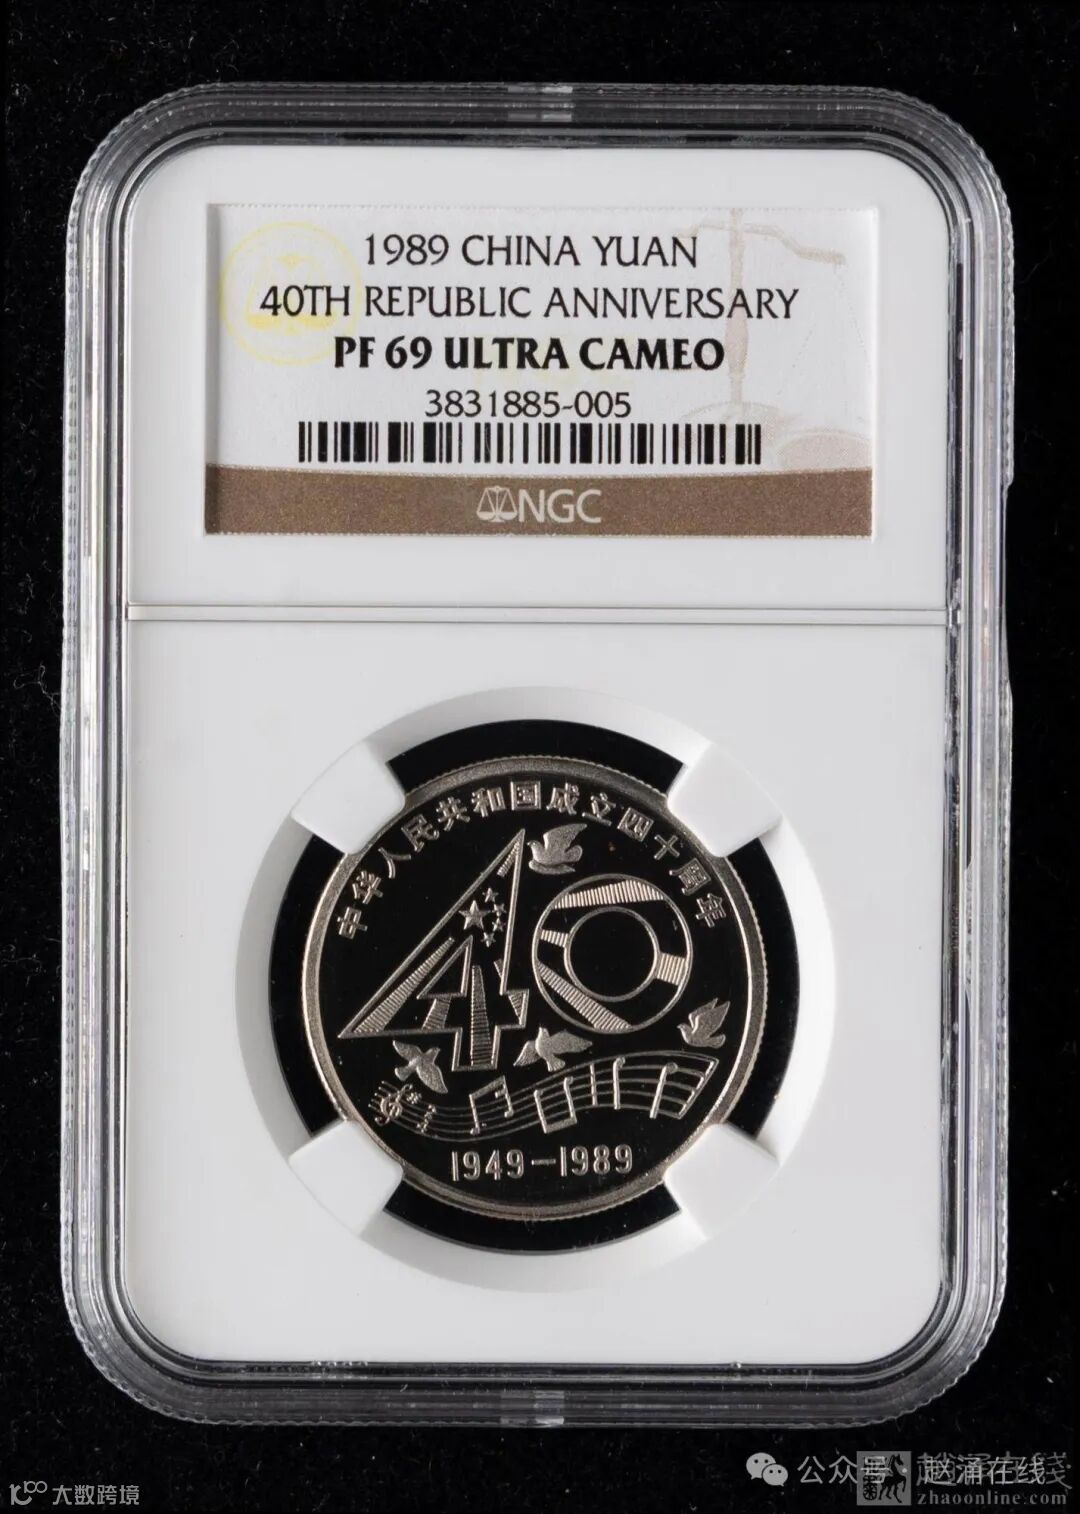 1989 CHINA YUAN
40TH REPUBLIC ANNIVERSARY
PF 69 ULTRA CAMEO
3831885-005
NGC
中华人民共和国成立四十周年
40
1949-1989
大数跨境
公众号·越涌在线
zhaoonline.com